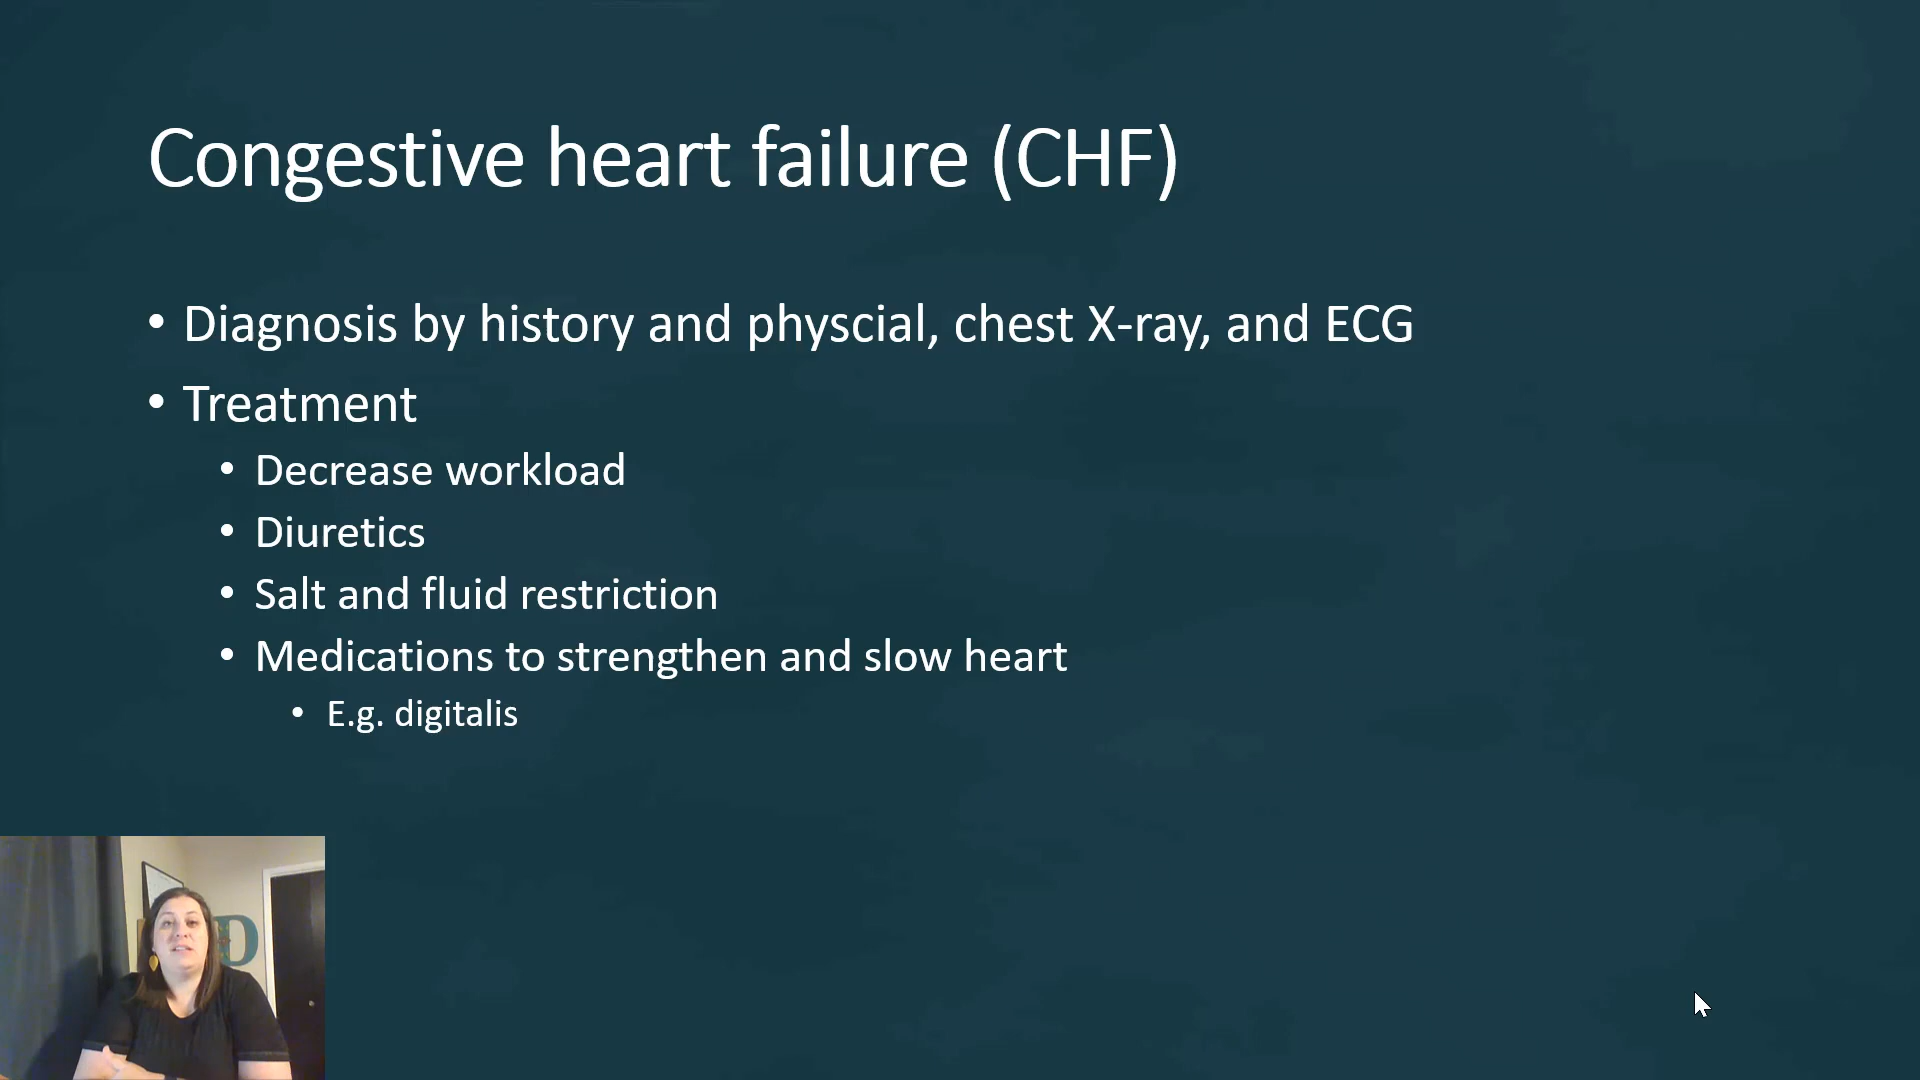 Congestive heart failure (CHF)
• Diagnosis by history and physcial, chest X-ray, and ECG
• Treatment
• Decrease workload
• Diuretics
• Salt and fluid restriction
• Medications to strengthen and slow heart
• E.g. digitalis
D